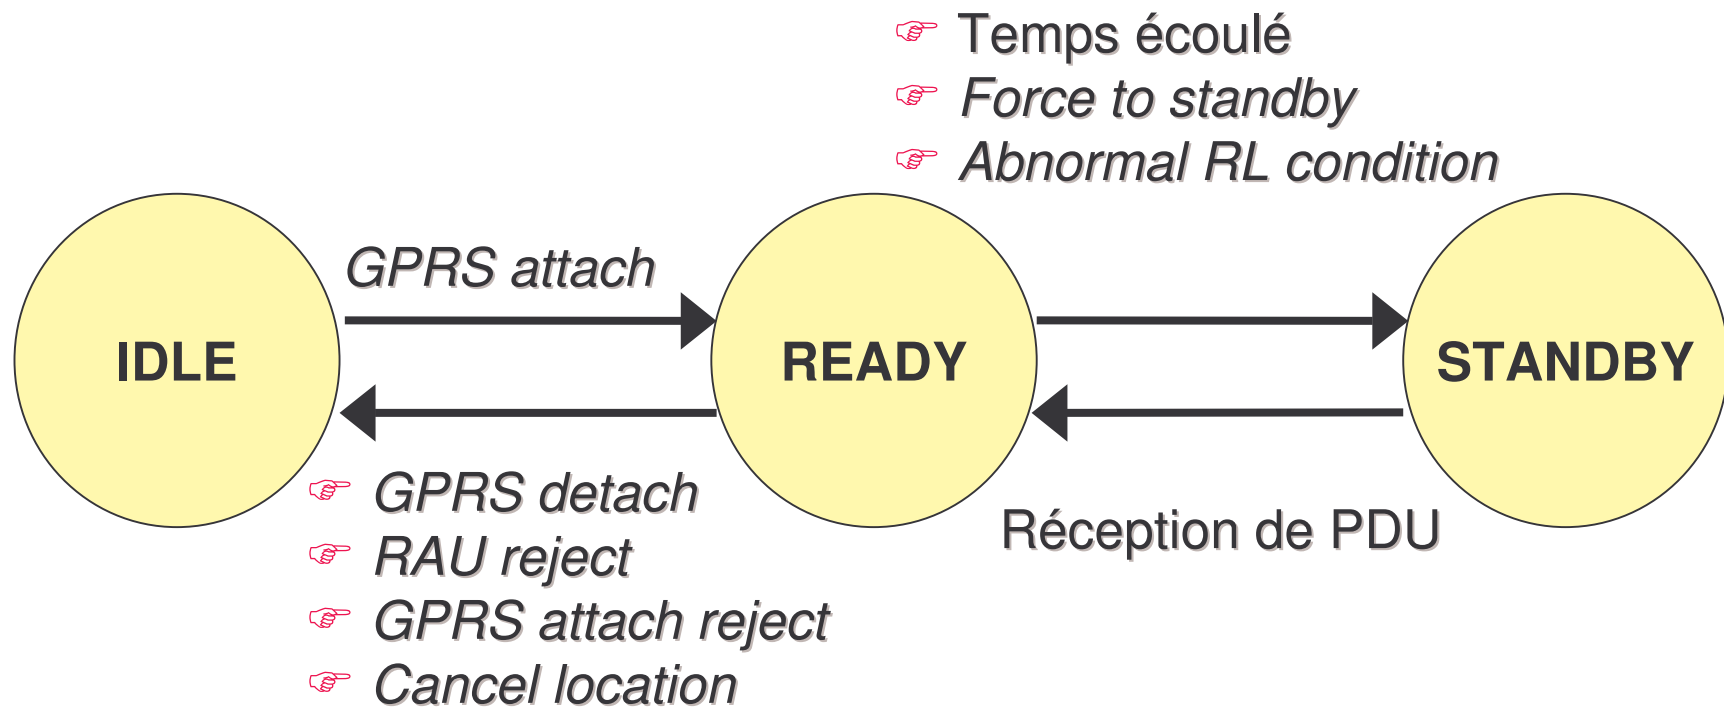 ☞ Temps écoulé
☞ Force to standby
☞ Abnormal RL condition
GPRS attach
IDLE
READY
STANDBY
☞ GPRS detach
☞ RAU reject
☞ GPRS attach reject
☞ Cancel location
Réception de PDU